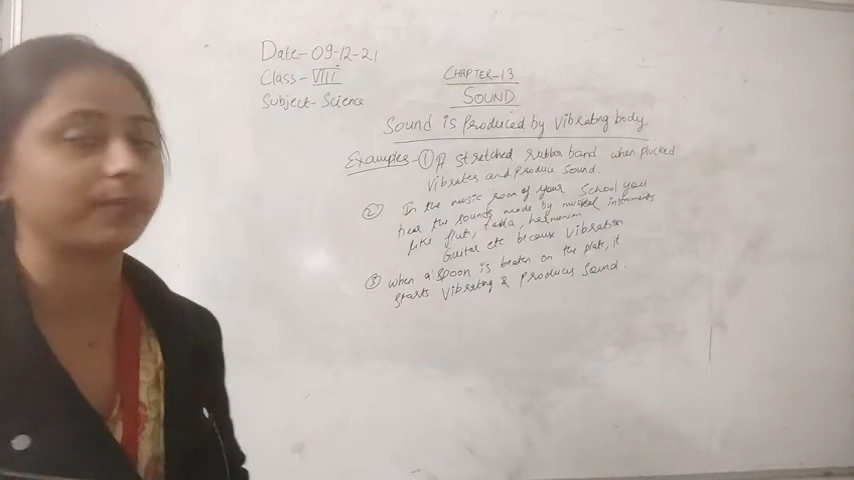 Date- 09-12-21
Class- VIII
Subject- Science
CHAPTER-13
SOUND
Sound is Produced by Vibrating body.
Examples- ① A stretched rubber band when plucked
Vibrates and Produce Sound.
② In the music room of your School you
hear the sounds made by musical instruments
like flut, tabla, harmonium
Guitar etc because Vibration
③ when a spoon is beaten on the plate, it
starts Vibrating & Produces Sound.